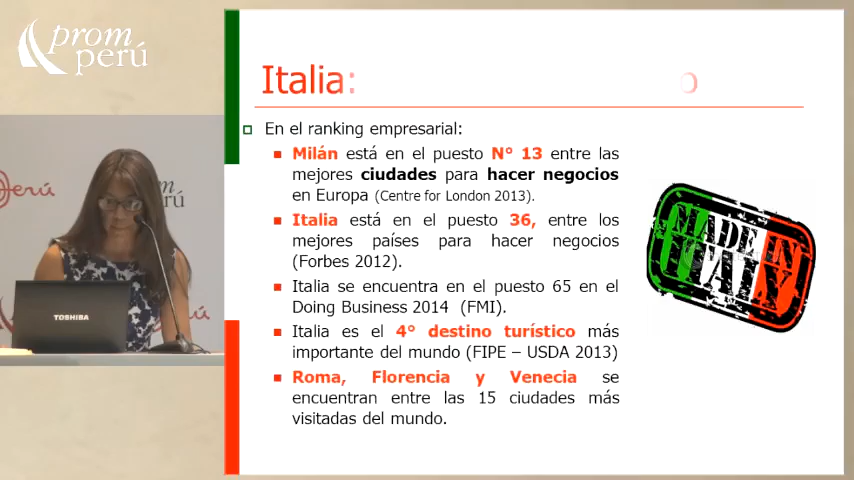 prom
perú
Italia: o
En el ranking empresarial:
Milán está en el puesto N° 13 entre las
mejores ciudades para hacer negocios
en Europa (Centre for London 2013).
Italia está en el puesto 36, entre los
mejores países para hacer negocios
(Forbes 2012).
Italia se encuentra en el puesto 65 en el
Doing Business 2014 (FMI).
Italia es el 4° destino turístico más
importante del mundo (FIPE – USDA 2013)
Roma, Florencia y Venecia se
encuentran entre las 15 ciudades más
visitadas del mundo.
MADE IN
ITALY
TOSHIBA